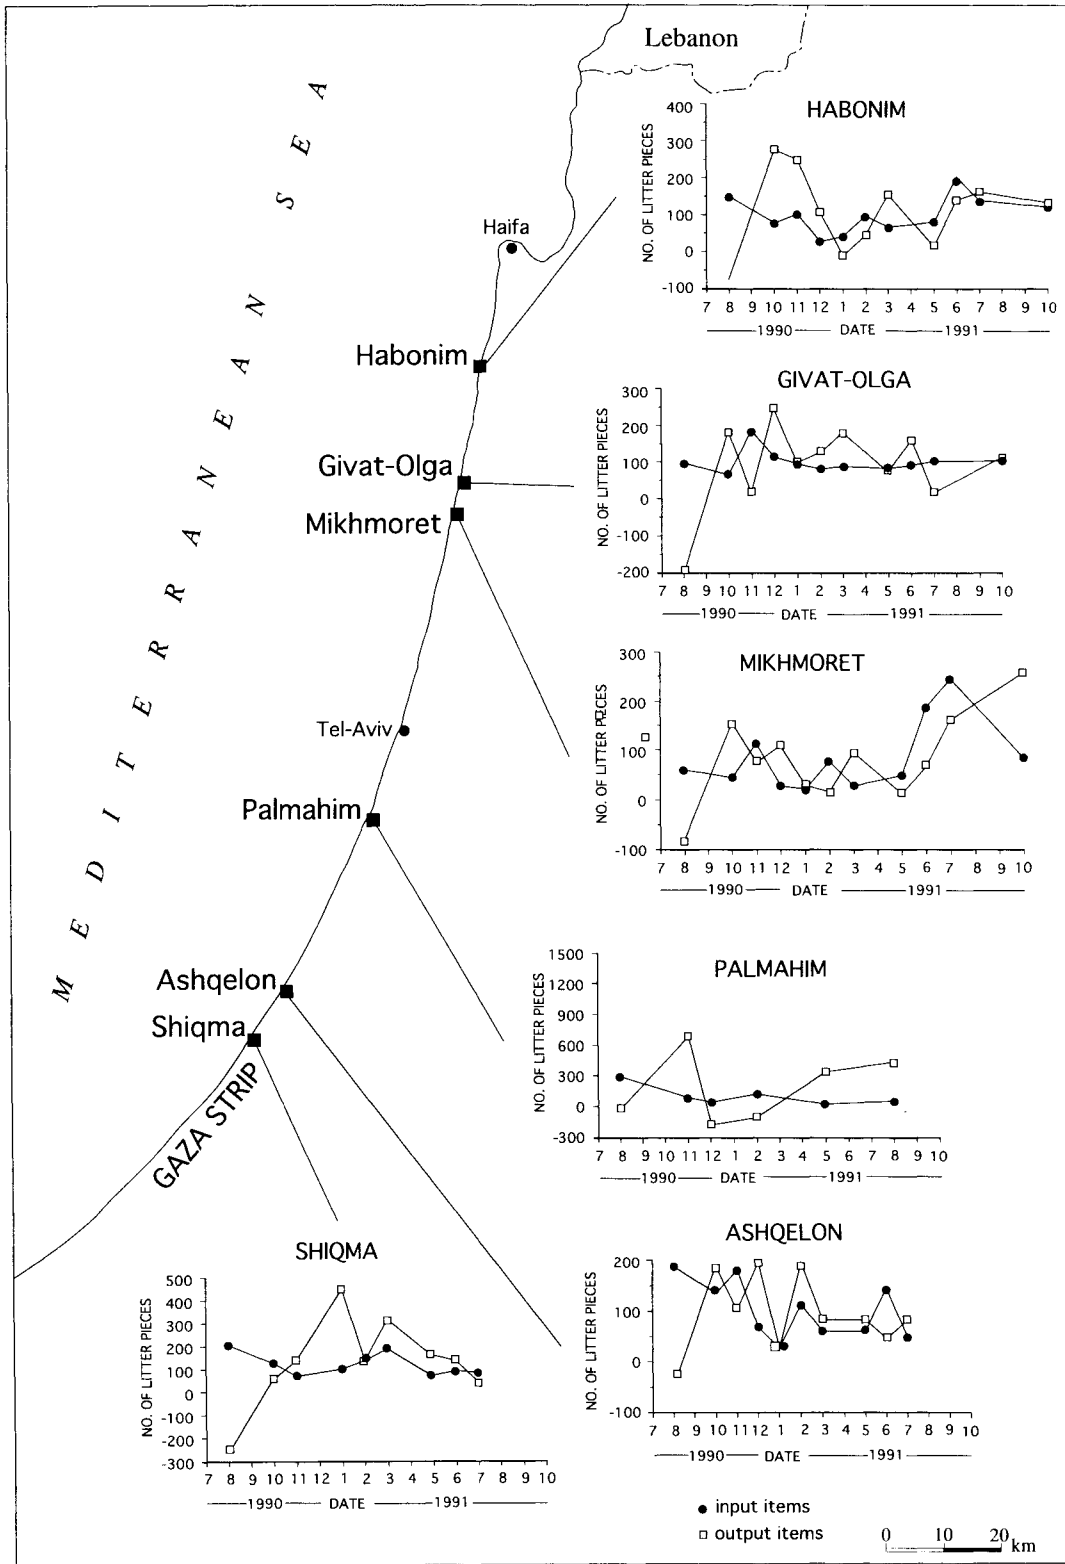 Lebanon
MEDITERRANEAN SEA
Haifa
Habonim
Givat-Olga
Mikhmoret
Tel-Aviv
Palmahim
Ashqelon
Shiqma
GAZA STRIP
HABONIM
NO. OF LITTER PIECES
400
300
200
100
0
-100
7 8 9 10 11 12 1 2 3 4 5 6 7 8 9 10
1990 DATE 1991
GIVAT-OLGA
NO. OF LITTER PIECES
300
200
100
0
-100
-200
7 8 9 10 11 12 1 2 3 4 5 6 7 8 9 10
1990 DATE 1991
MIKHMORET
NO. OF LITTER PIECES
300
200
100
0
-100
8 9 10 11 12 1 2 3 4 5 6 7 8 9 10
1990 DATE 1991
PALMAHIM
NO. OF LITTER PIECES
1500
1200
900
600
300
0
-300
7 8 9 10 11 12 1 2 3 4 5 6 7 8 9 10
1990 DATE 1991
ASHQELON
NO. OF LITTER PIECES
200
100
0
-100
7 8 9 10 11 12 1 2 3 4 5 6 7 8 9 10
1990 DATE 1991
SHIQMA
NO. OF LITTER PIECES
500
400
300
200
100
0
-100
-200
-300
7 8 9 10 11 12 1 2 3 4 5 6 7 8 9 10
1990 DATE 1991
input items
output items
0 10 20 km